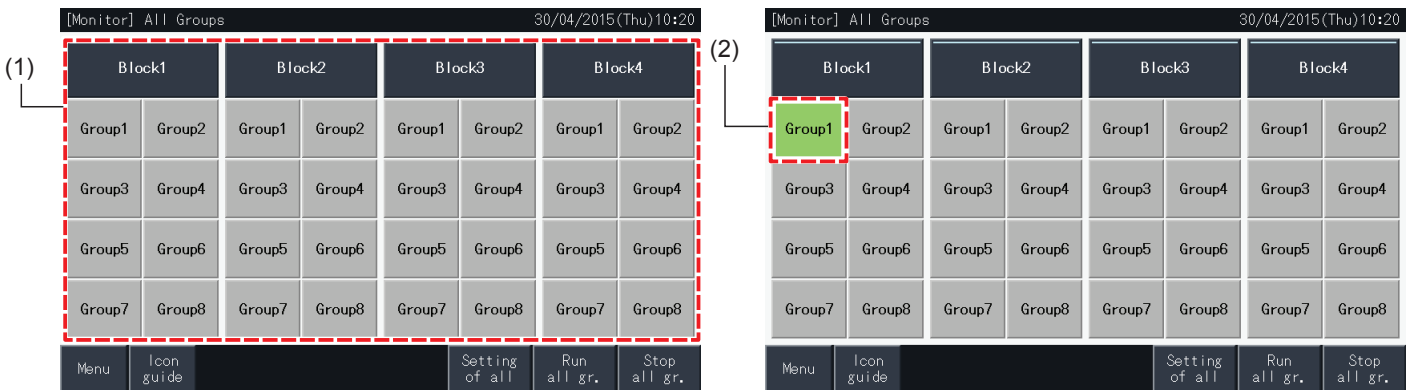 [Monitor] All Groups 30/04/2015(Thu)10:20
(1)
Block1 Block2 Block3 Block4
Group1 Group2 Group1 Group2 Group1 Group2 Group1 Group2
Group3 Group4 Group3 Group4 Group3 Group4 Group3 Group4
Group5 Group6 Group5 Group6 Group5 Group6 Group5 Group6
Group7 Group8 Group7 Group8 Group7 Group8 Group7 Group8
Menu Icon guide Setting of all Run all gr. Stop all gr.
[Monitor] All Groups 30/04/2015(Thu)10:20
(2)
Block1 Block2 Block3 Block4
Group1 Group2 Group1 Group2 Group1 Group2 Group1 Group2
Group3 Group4 Group3 Group4 Group3 Group4 Group3 Group4
Group5 Group6 Group5 Group6 Group5 Group6 Group5 Group6
Group7 Group8 Group7 Group8 Group7 Group8 Group7 Group8
Menu Icon guide Setting of all Run all gr. Stop all gr.